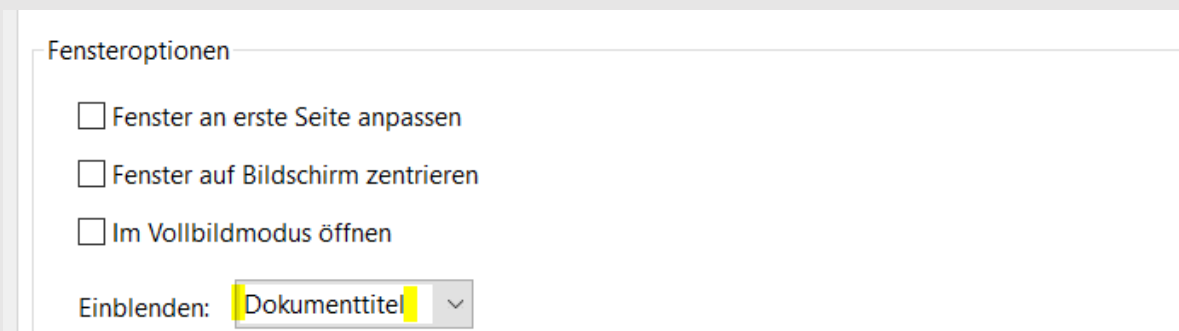 Fensteroptionen
Fenster an erste Seite anpassen
Fenster auf Bildschirm zentrieren
Im Vollbildmodus öffnen
Einblenden: Dokumenttitel